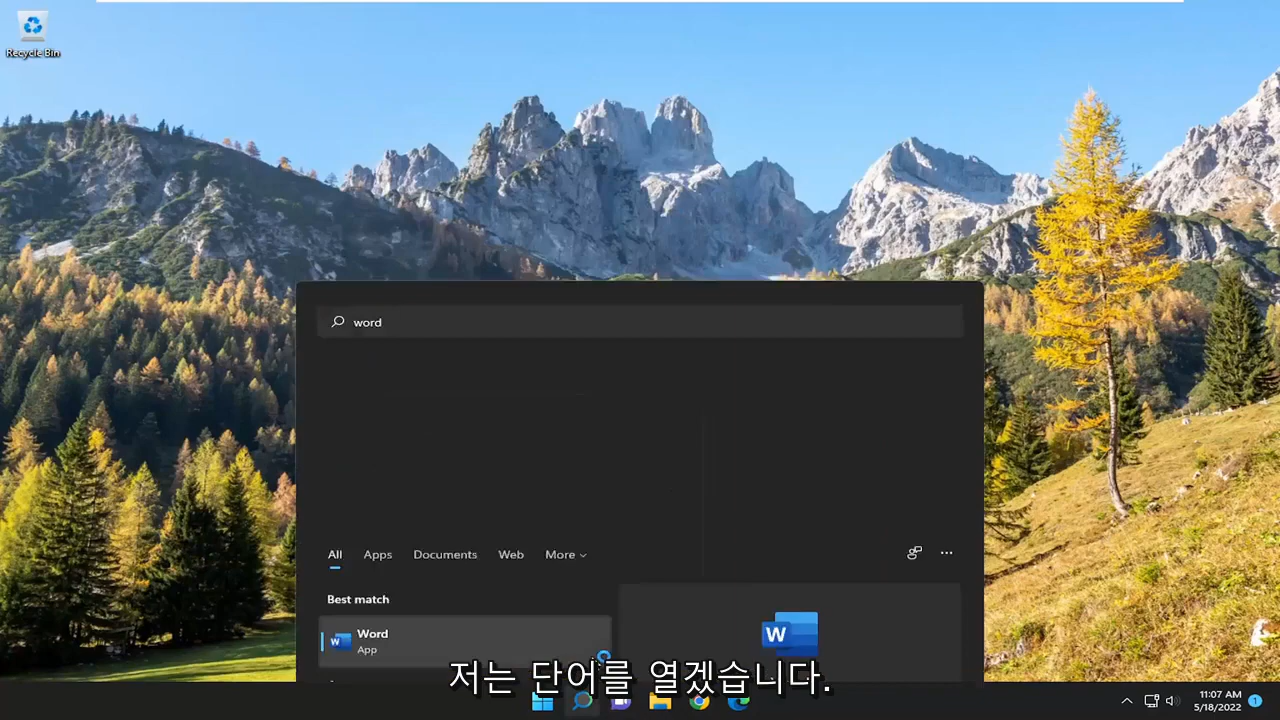 Recycle Bin
word
All Apps Documents Web More
Best match
Word
App
W
저는 단어를 열겠습니다.
11:07 AM
5/18/2022
1